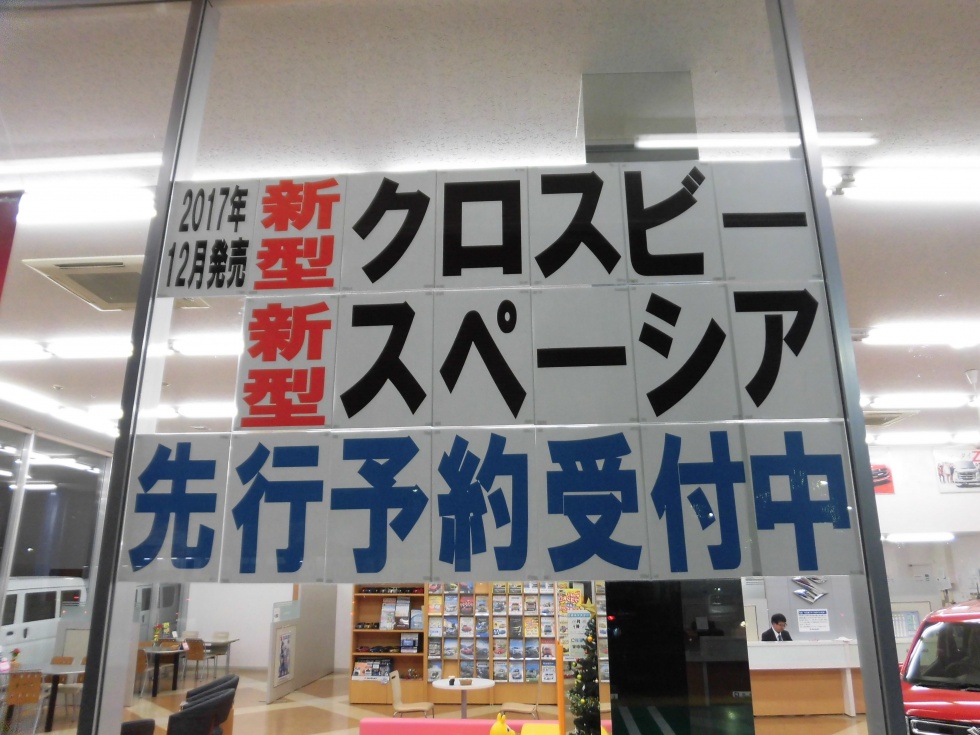 2017年
12月発売
新型 クロスビー
新型 スペーシア
先行予約受付中